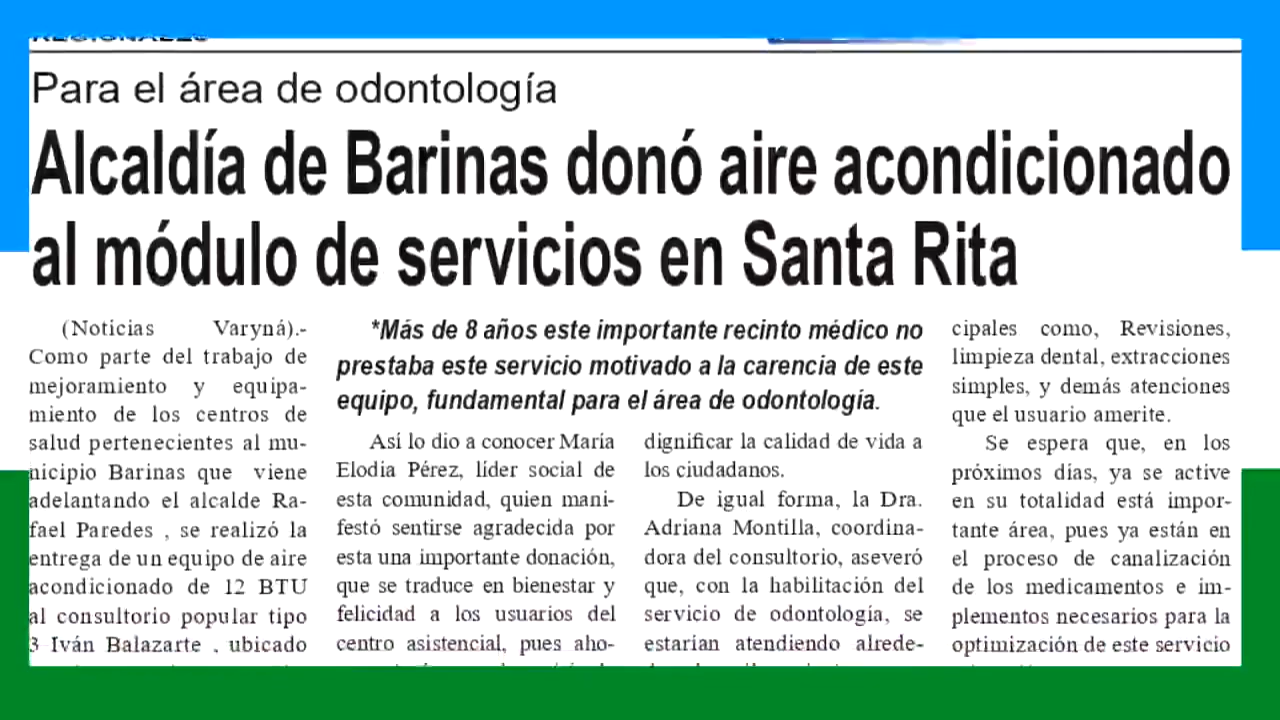 Para el área de odontología
Alcaldía de Barinas donó aire acondicionado
al módulo de servicios en Santa Rita
(Noticias Varyná).-
Como parte del trabajo de
mejoramiento y equipa-
miento de los centros de
salud pertenecientes al mu-
nicipio Barinas que viene
adelantando el alcalde Ra-
fael Paredes , se realizó la
entrega de un equipo de aire
acondicionado de 12 BTU
al consultorio popular tipo
3 Iván Balazarte , ubicado
*Más de 8 años este importante recinto médico no
prestaba este servicio motivado a la carencia de este
equipo, fundamental para el área de odontología.
Así lo dio a conocer María
Elodia Pérez, líder social de
esta comunidad, quien mani-
festó sentirse agradecida por
esta una importante donación,
que se traduce en bienestar y
felicidad a los usuarios del
centro asistencial, pues aho-
dignificar la calidad de vida a
los ciudadanos.
De igual forma, la Dra.
Adriana Montilla, coordina-
dora del consultorio, aseveró
que, con la habilitación del
servicio de odontología, se
estarían atendiendo alrede-
cipales como, Revisiones,
limpieza dental, extracciones
simples, y demás atenciones
que el usuario amerite.
Se espera que, en los
próximos días, ya se active
en su totalidad está impor-
tante área, pues ya están en
el proceso de canalización
de los medicamentos e im-
plementos necesarios para la
optimización de este servicio